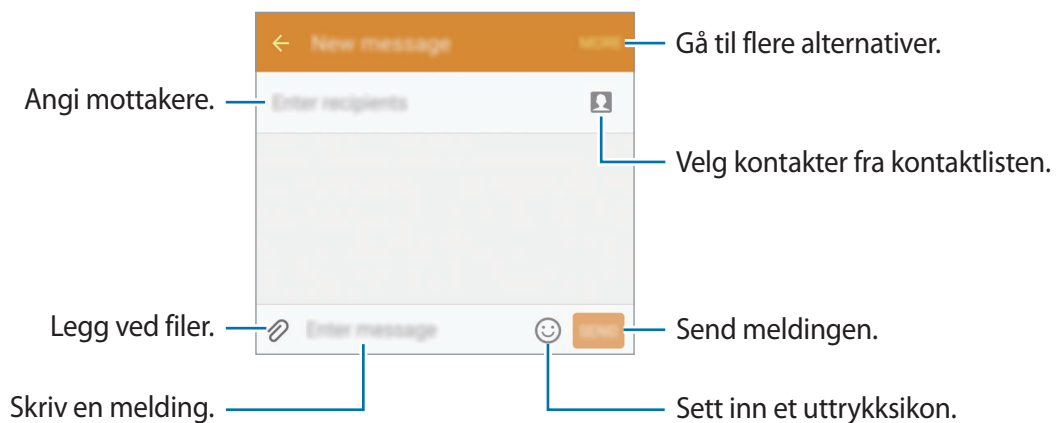 New message
MORE
Gå til flere alternativer.
Angi mottakere.
Enter recipients
Velg kontakter fra kontaktlisten.
Legg ved filer.
Enter message
SEND
Send meldingen.
Skriv en melding.
Sett inn et uttrykksikon.